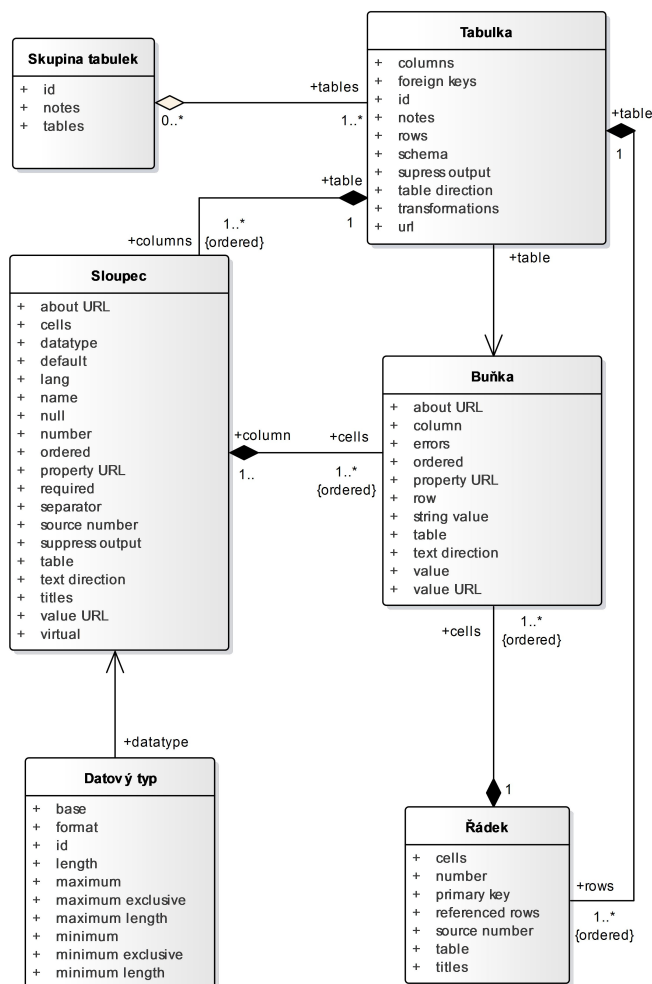 Skupina tabulek
+ id
+ notes
+ tables
0..*
+tables
1..*
Tabulka
+ columns
+ foreign keys
+ id
+ notes
+ rows
+ schema
+ supress output
+ table direction
+ transformations
+ url
+table
1
+table
1
+columns
1..*
{ordered}
+table
Sloupec
+ about URL
+ cells
+ datatype
+ default
+ lang
+ name
+ null
+ number
+ ordered
+ property URL
+ required
+ separator
+ source number
+ suppress output
+ table
+ text direction
+ titles
+ value URL
+ virtual
+column
1..
+cells
1..*
{ordered}
Buňka
+ about URL
+ column
+ errors
+ ordered
+ property URL
+ row
+ string value
+ table
+ text direction
+ value
+ value URL
+cells
1..*
{ordered}
+datatype
Datový typ
+ base
+ format
+ id
+ length
+ maximum
+ maximum exclusive
+ maximum length
+ minimum
+ minimum exclusive
+ minimum length
1
Řádek
+ cells
+ number
+ primary key
+ referenced rows
+ source number
+ table
+ titles
+rows
1..*
{ordered}